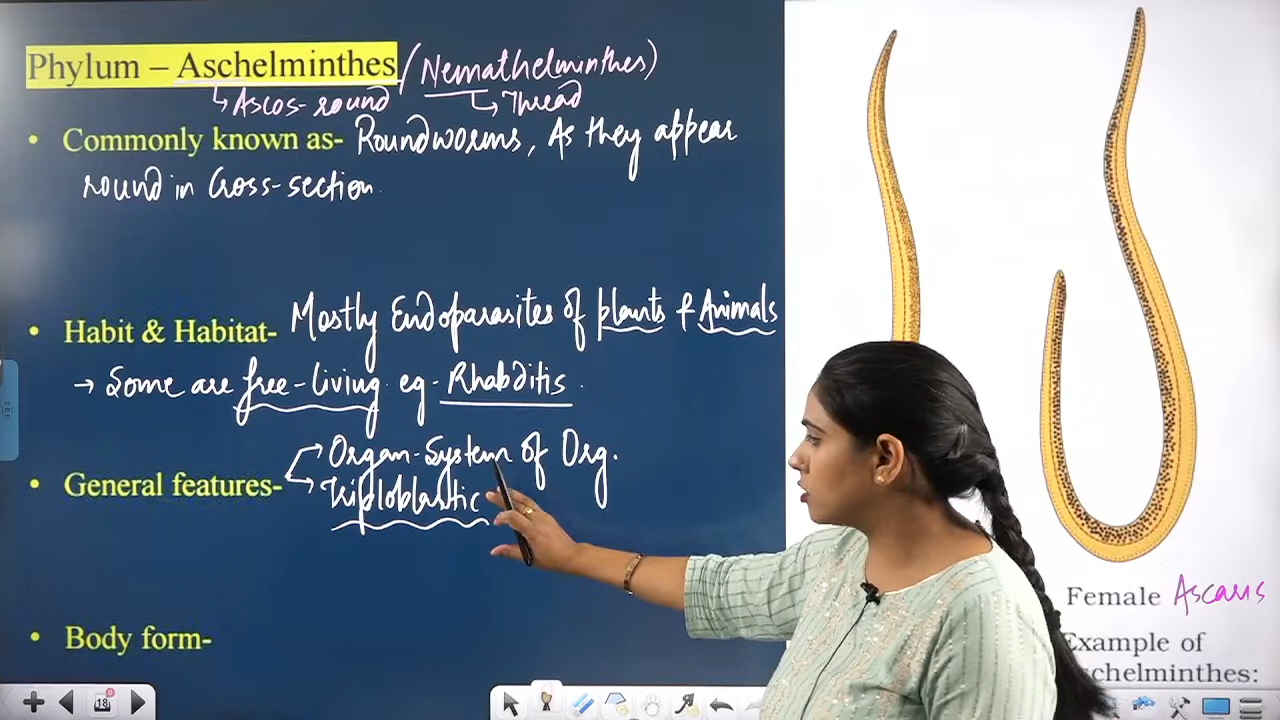 Phylum – Aschelminthes / (Nemathelminthes)
↳ Ascos-round ↳ Thread
• Commonly known as- Roundworms, As they appear
round in Cross-section.
• Habit & Habitat- Mostly Endoparasites of plants & Animals
→ Some are free-living eg- Rhabditis.
Organ-System of Org.
• General features-
Triploblastic
• Body form-
Female Ascaris
Example of
schelminthes:
18